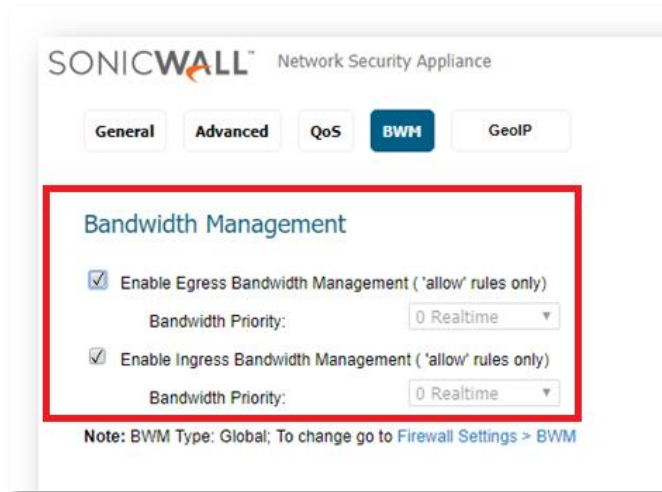 SONICWALL™ Network Security Appliance
General Advanced QoS BWM GeoIP
Bandwidth Management
Enable Egress Bandwidth Management ( 'allow' rules only)
Bandwidth Priority: 0 Realtime
Enable Ingress Bandwidth Management ( 'allow' rules only)
Bandwidth Priority: 0 Realtime
Note: BWM Type: Global; To change go to Firewall Settings > BWM